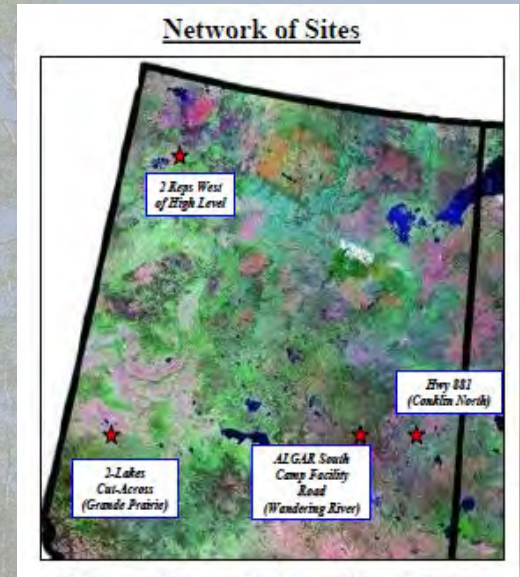 Network of Sites
2 Reps West
of High Level
Hwy 881
(Conklin North)
2-Lakes
Cut-Across
(Grande Prairie)
ALGAR South
Camp Facility
Road
(Wandering River)